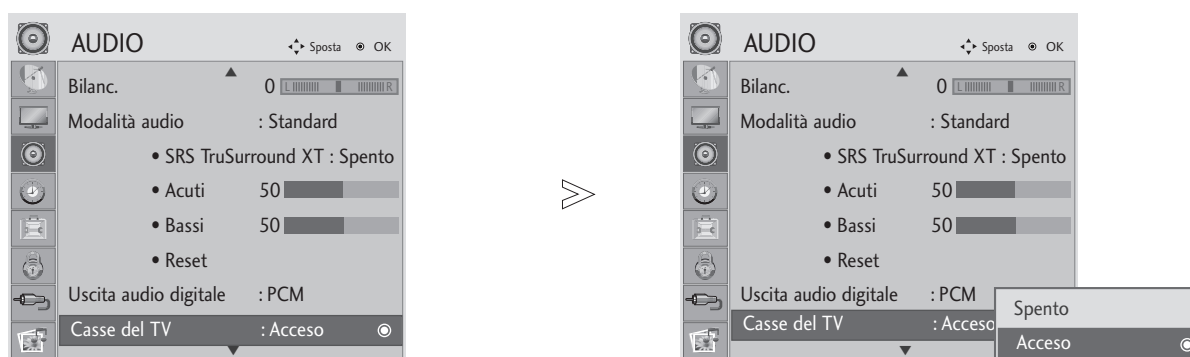 AUDIO
Sposta OK
Bilanc. 0 L R
Modalità audio : Standard
• SRS TruSurround XT : Spento
• Acuti 50
• Bassi 50
• Reset
Uscita audio digitale : PCM
Casse del TV : Acceso
AUDIO
Sposta OK
Bilanc. 0 L R
Modalità audio : Standard
• SRS TruSurround XT : Spento
• Acuti 50
• Bassi 50
• Reset
Uscita audio digitale : PCM
Casse del TV : Acceso
Spento
Acceso